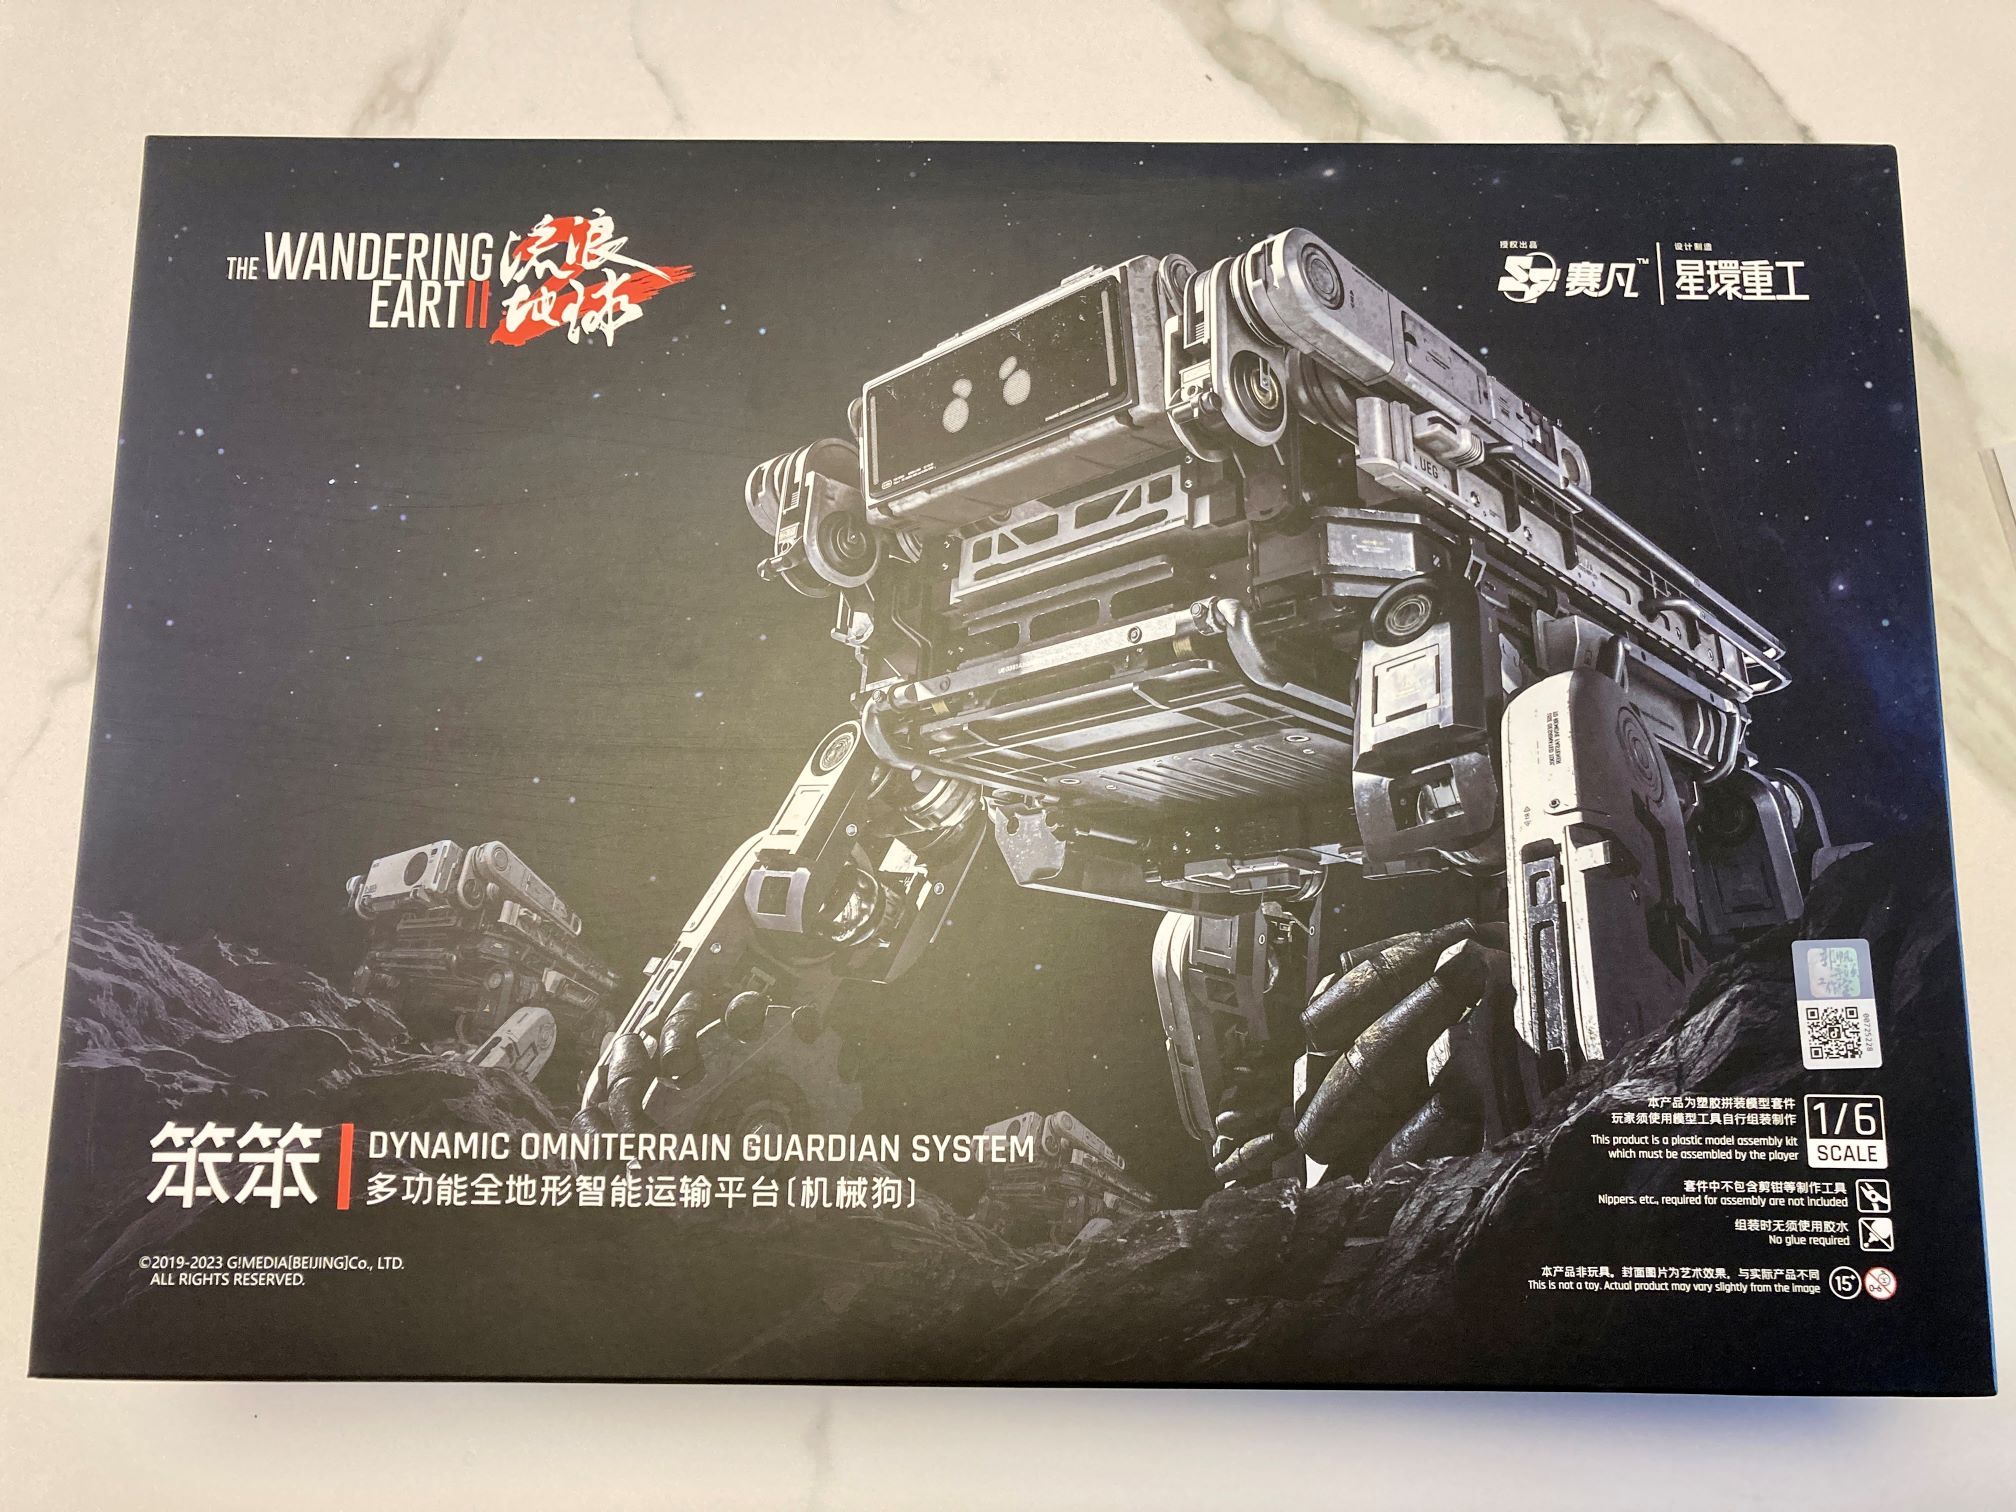 THE WANDERING
EARTII
流浪
地球
授权出品
赛凡™
设计制造
星環重工
UEG
00725228
笨笨
DYNAMIC OMNITERRAIN GUARDIAN SYSTEM
多功能全地形智能运输平台〔机械狗〕
©2019-2023 G!MEDIA[BEIJING]Co., LTD.
ALL RIGHTS RESERVED.
本产品为塑胶拼装模型套件
玩家须使用模型工具自行组装制作
This product is a plastic model assembly kit
which must be assembled by the player
1/6
SCALE
套件中不包含剪钳等制作工具
Nippers. etc., required for assembly are not included
组装时无须使用胶水
No glue required
本产品非玩具。封面图片为艺术效果，与实际产品不同
This is not a toy. Actual product may vary slightly from the image
15+